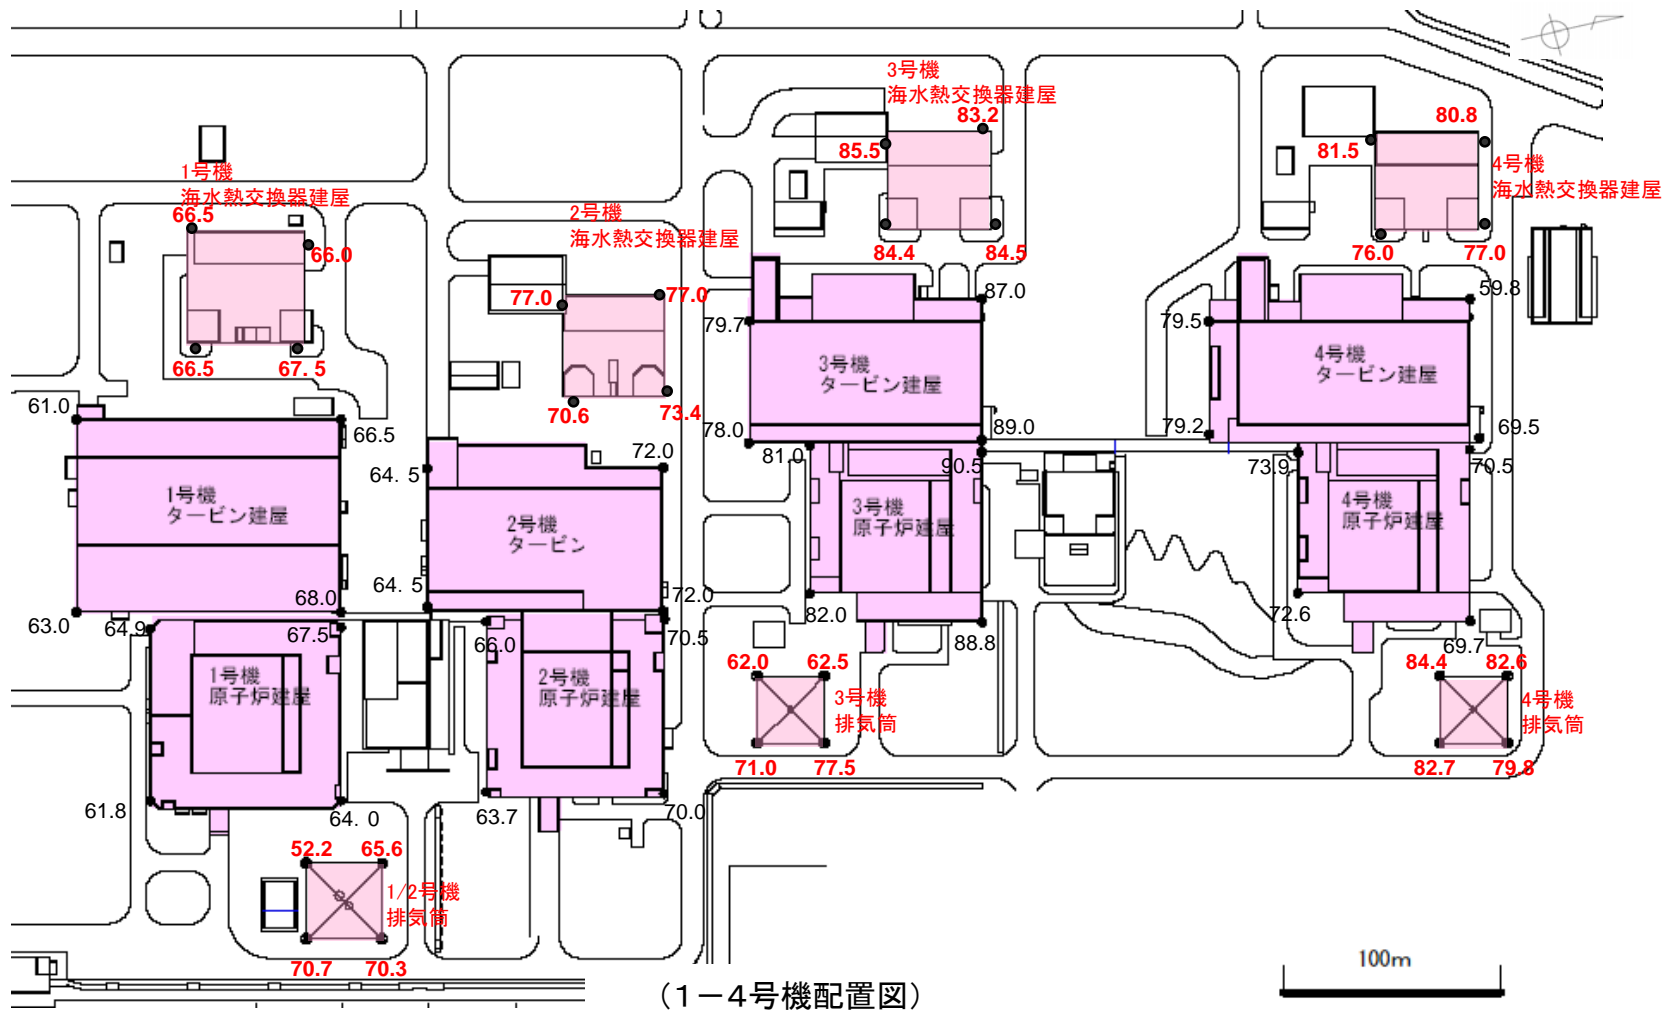 3号機
海水熱交換器建屋
83.2
85.5
84.4
84.5
80.8
81.5
4号機
海水熱交換器建屋
76.0
77.0
1号機
海水熱交換器建屋
66.5
66.0
66.5
67.5
2号機
海水熱交換器建屋
77.0
77.0
70.6
73.4
87.0
79.7
3号機
タービン建屋
78.0
89.0
59.8
79.5
4号機
タービン建屋
79.2
69.5
61.0
66.5
1号機
タービン建屋
63.0
68.0
72.0
64.5
2号機
タービン
64.5
72.0
81.0
90.5
3号機
原子炉建屋
82.0
88.8
73.9
70.5
4号機
原子炉建屋
72.6
69.7
64.9
67.5
1号機
原子炉建屋
61.8
64.0
66.0
70.5
2号機
原子炉建屋
63.7
70.0
62.0
62.5
3号機
排気筒
71.0
77.5
84.4
82.6
4号機
排気筒
82.7
79.8
52.2
65.6
1/2号機
排気筒
70.7
70.3
100m
（1－4号機配置図）